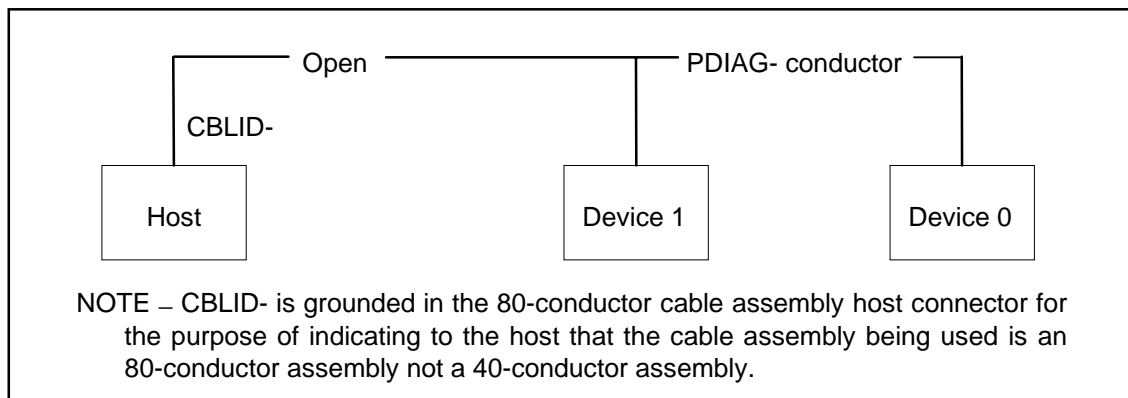 Open PDIAG- conductor
CBLID-
Host Device 1 Device 0
NOTE – CBLID- is grounded in the 80-conductor cable assembly host connector for
the purpose of indicating to the host that the cable assembly being used is an
80-conductor assembly not a 40-conductor assembly.